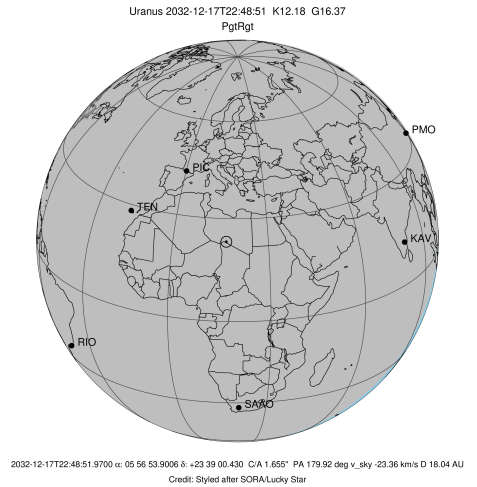 Uranus 2032-12-17T22:48:51 K12.18 G16.37
PgtRgt
PMO
PIC
TEN
KAV
RIO
SAAO
2032-12-17T22:48:51.9700 α: 05 56 53.9006 δ: +23 39 00.430 C/A 1.655" PA 179.92 deg v_sky -23.36 km/s D 18.04 AU
Credit: Styled after SORA/Lucky Star